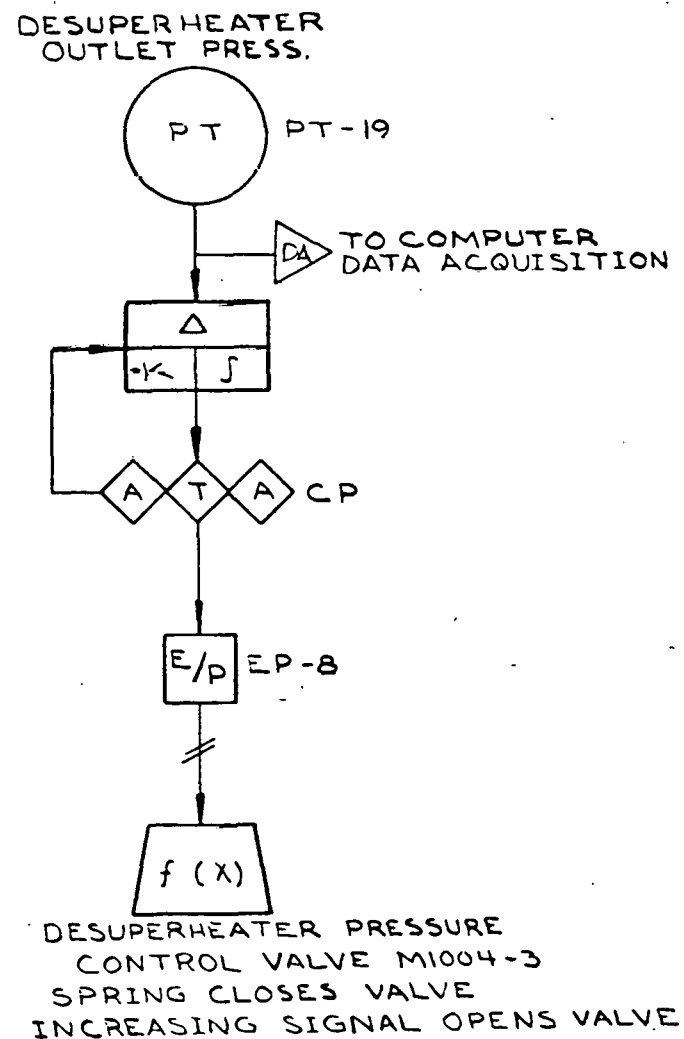 DESUPERHEATER
OUTLET PRESS.
PT
PT-19
DA
TO COMPUTER
DATA ACQUISITION
Δ
-K
∫
A
T
A
CP
E/P
EP-8
f (X)
DESUPERHEATER PRESSURE
CONTROL VALVE M1004-3
SPRING CLOSES VALVE
INCREASING SIGNAL OPENS VALVE